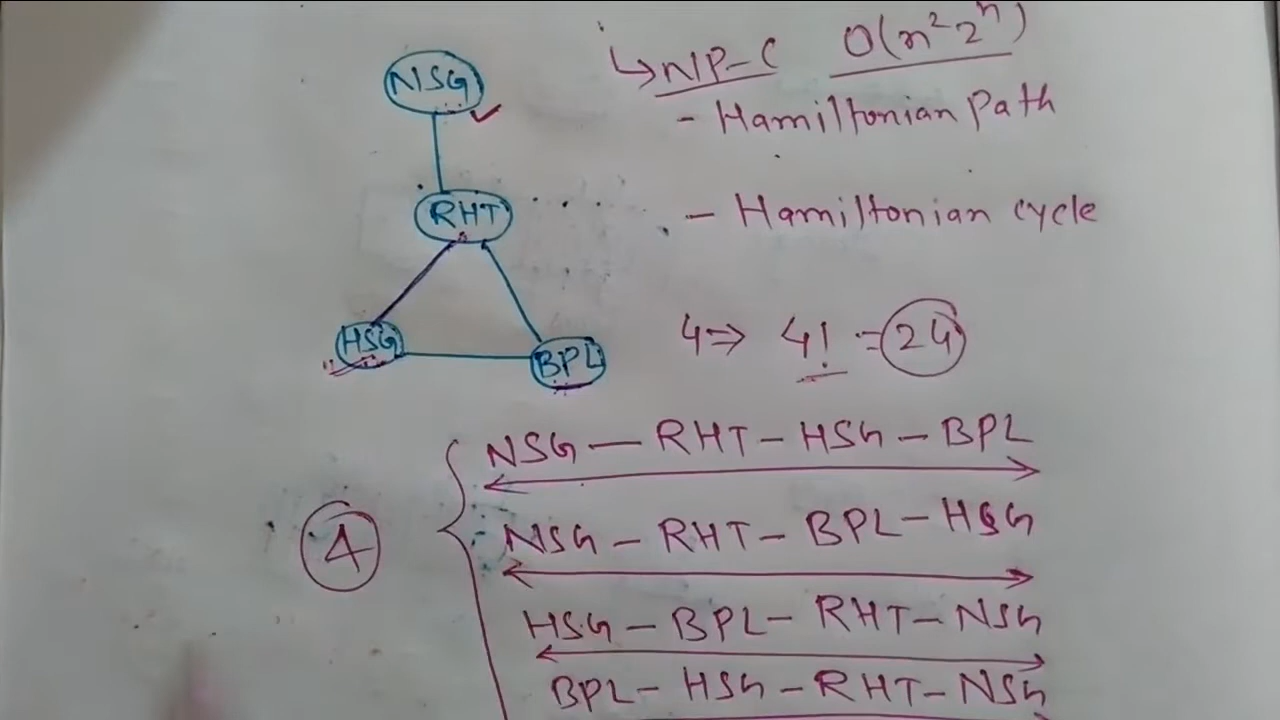 NSG
↳NP-C O(n²2ⁿ)
- Hamiltonian Path
RHT
- Hamiltonian cycle
HSG
BPL
4⇒ 4! = 24
NSG — RHT – HSG – BPL
4
NSG – RHT – BPL – HSG
HSG – BPL – RHT – NSG
BPL – HSG – RHT – NSG